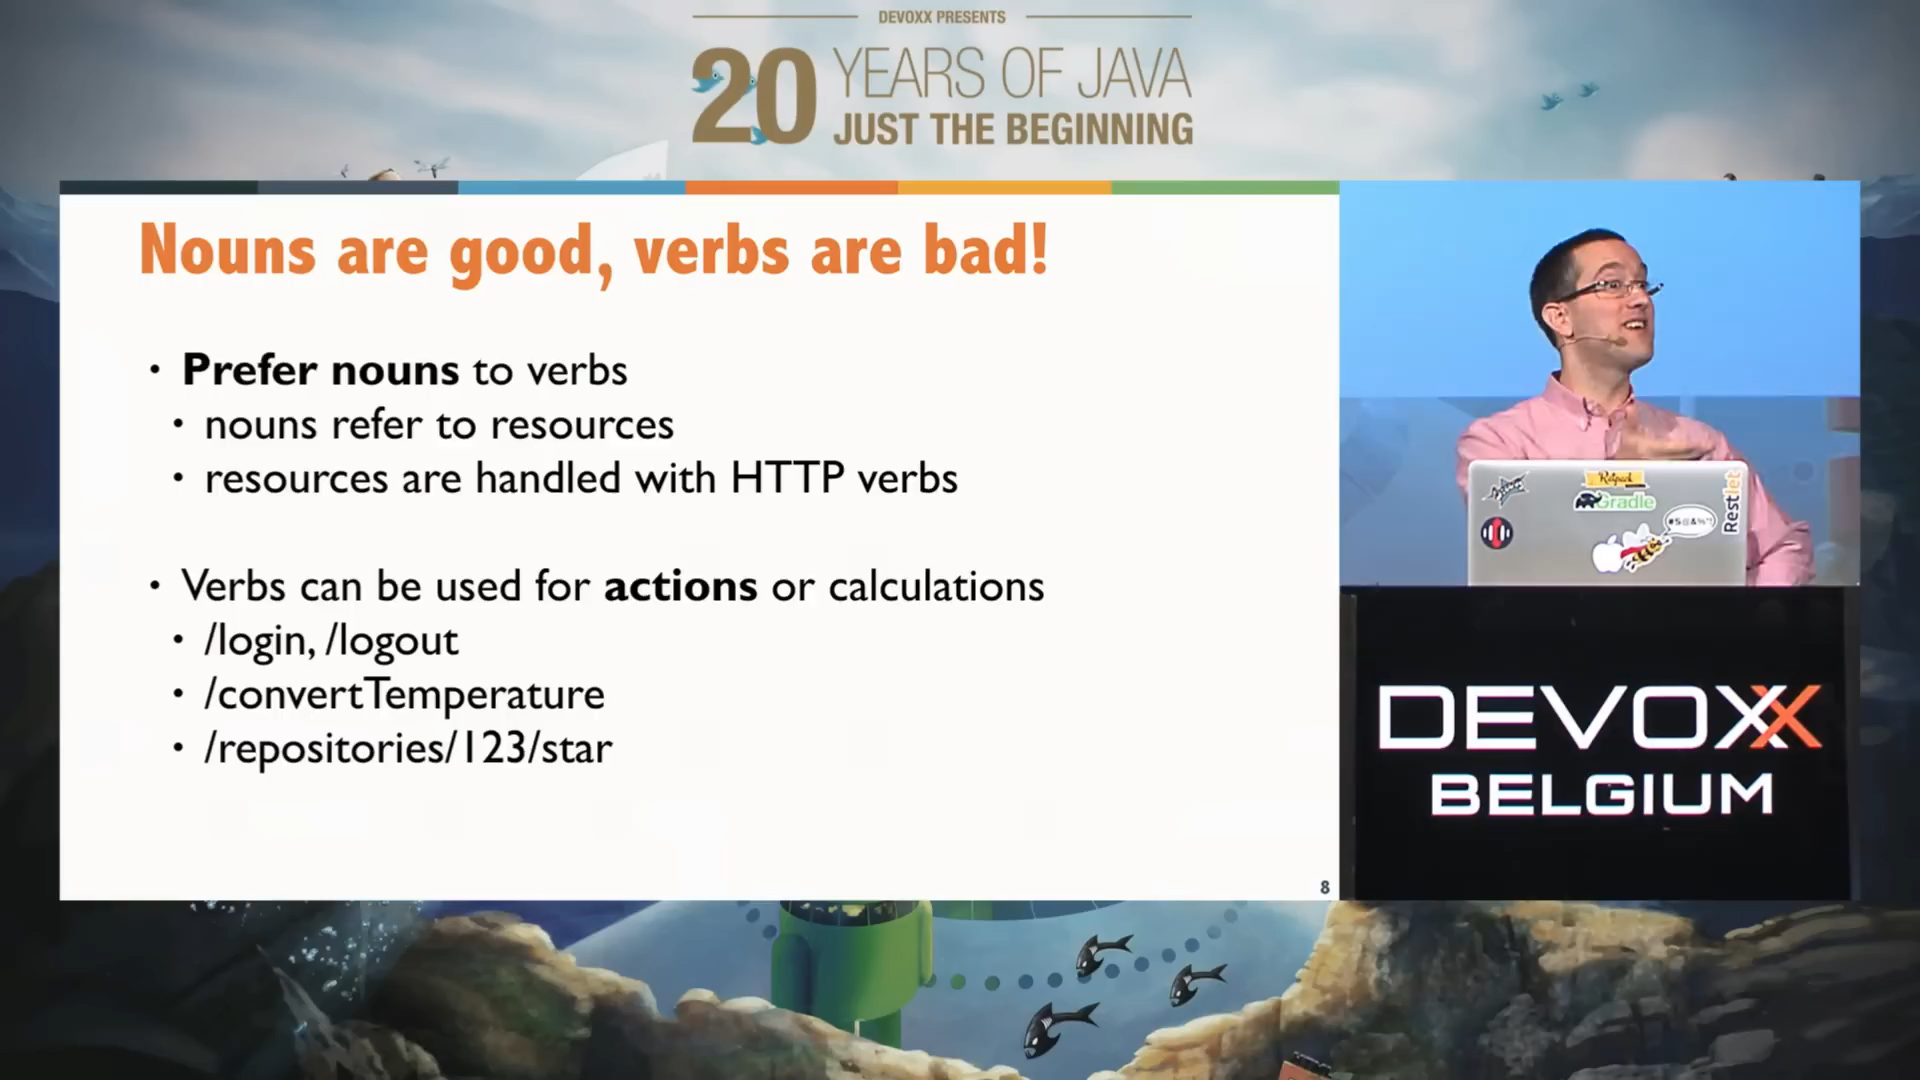 DEVOXX PRESENTS
20 YEARS OF JAVA
JUST THE BEGINNING
Nouns are good, verbs are bad!
• Prefer nouns to verbs
• nouns refer to resources
• resources are handled with HTTP verbs
• Verbs can be used for actions or calculations
• /login, /logout
• /convertTemperature
• /repositories/123/star
8
Ratpack
Gradle
#$@&%*!
Restlet
DEVOXX
BELGIUM